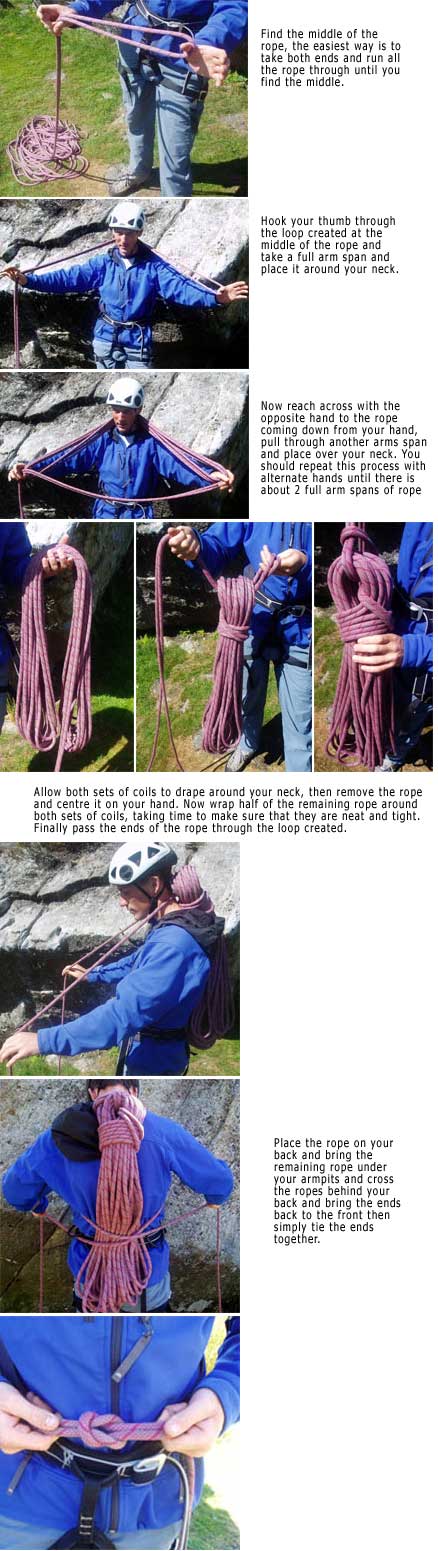 Find the middle of the
rope, the easiest way is to
take both ends and run all
the rope through until you
find the middle.
Hook your thumb through
the loop created at the
middle of the rope and
take a full arm span and
place it around your neck.
Now reach across with the
opposite hand to the rope
coming down from your hand,
pull through another arms span
and place over your neck. You
should repeat this process with
alternate hands until there is
about 2 full arm spans of rope
Allow both sets of coils to drape around your neck, then remove the rope
and centre it on your hand. Now wrap half of the remaining rope around
both sets of coils, taking time to make sure that they are neat and tight.
Finally pass the ends of the rope through the loop created.
Place the rope on your
back and bring the
remaining rope under
your armpits and cross
the ropes behind your
back and bring the ends
back to the front then
simply tie the ends
together.